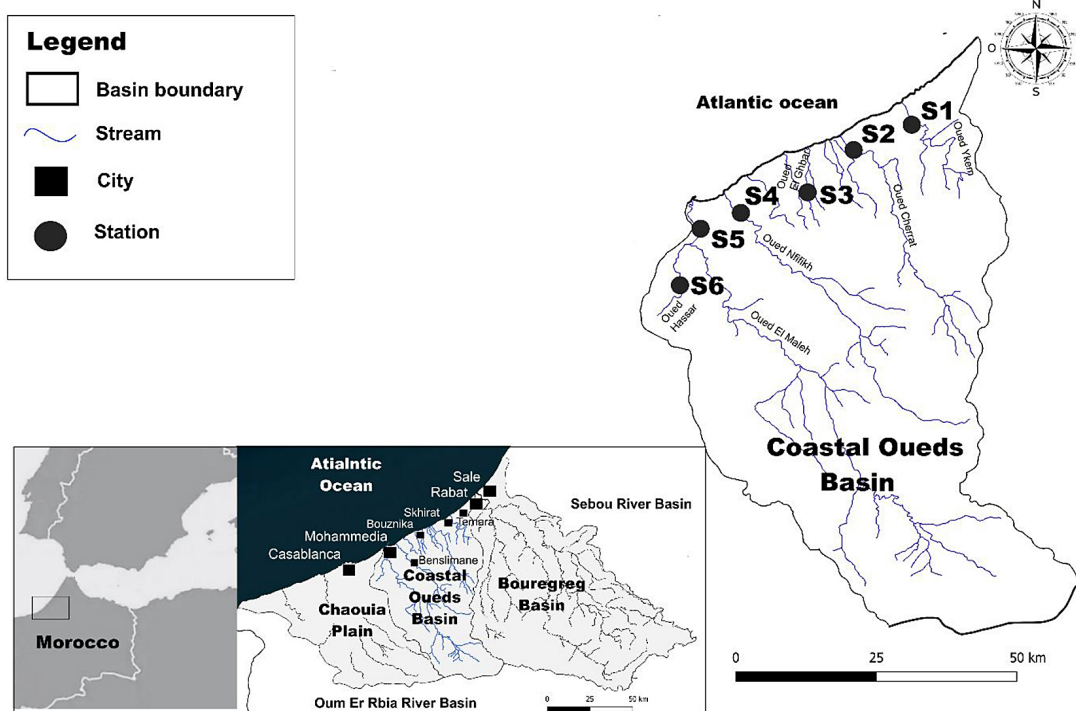 Legend
Basin boundary
Stream
City
Station
N
O
S
Atlantic ocean
S1
S2
S3
S4
S5
S6
Oued Ykem
Oued Cherrat
Oued
El Ghbar
Oued Nfifikh
Oued El Maleh
Oued
Hassar
Coastal Oueds
Basin
0
25
50 km
Morocco
Atialntic
Ocean
Sale
Rabat
Skhirat
Temara
Bouznika
Mohammedia
Casablanca
Benslimane
Sebou River Basin
Coastal
Oueds
Basin
Bouregreg
Basin
Chaouia
Plain
Oum Er Rbia River Basin
0
25
50 km